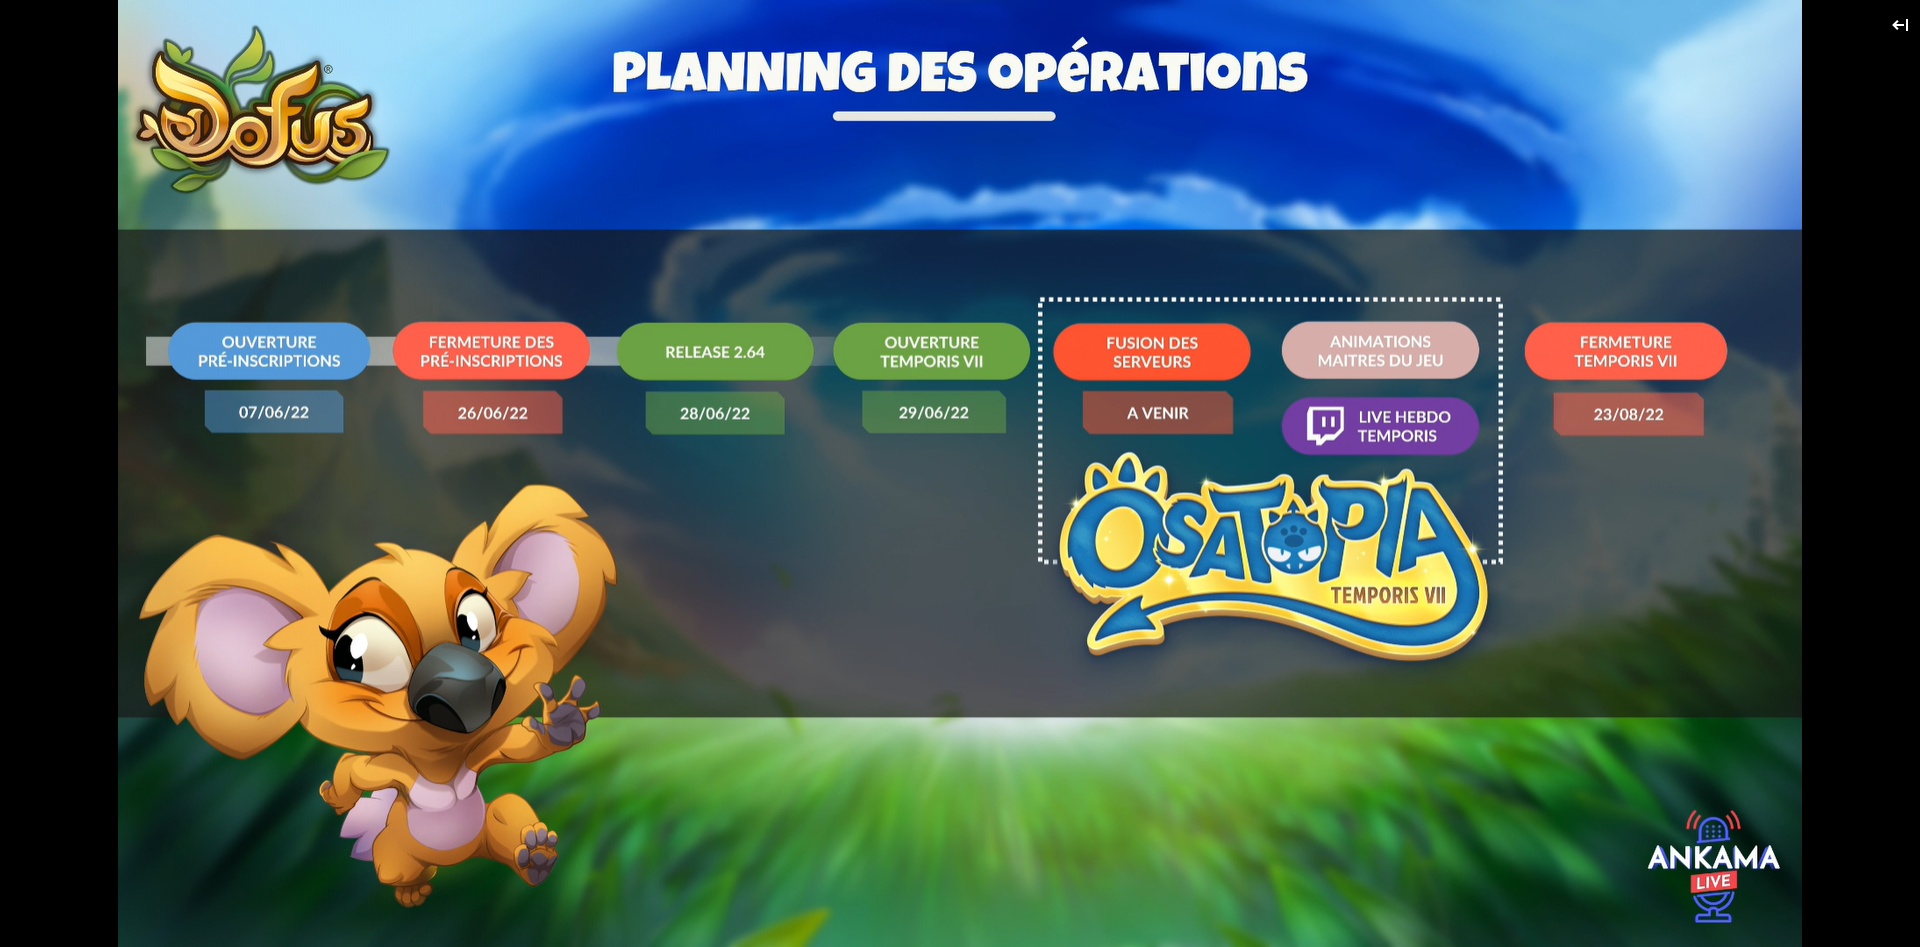 DOFUS®
PLANNING DES OPÉRATIONS
OUVERTURE
PRÉ-INSCRIPTIONS
07/06/22
FERMETURE DES
PRÉ-INSCRIPTIONS
26/06/22
RELEASE 2.64
28/06/22
OUVERTURE
TEMPORIS VII
29/06/22
FUSION DES
SERVEURS
A VENIR
ANIMATIONS
MAITRES DU JEU
LIVE HEBDO
TEMPORIS
FERMETURE
TEMPORIS VII
23/08/22
OSATOPIA
TEMPORIS VII
ANKAMA
LIVE